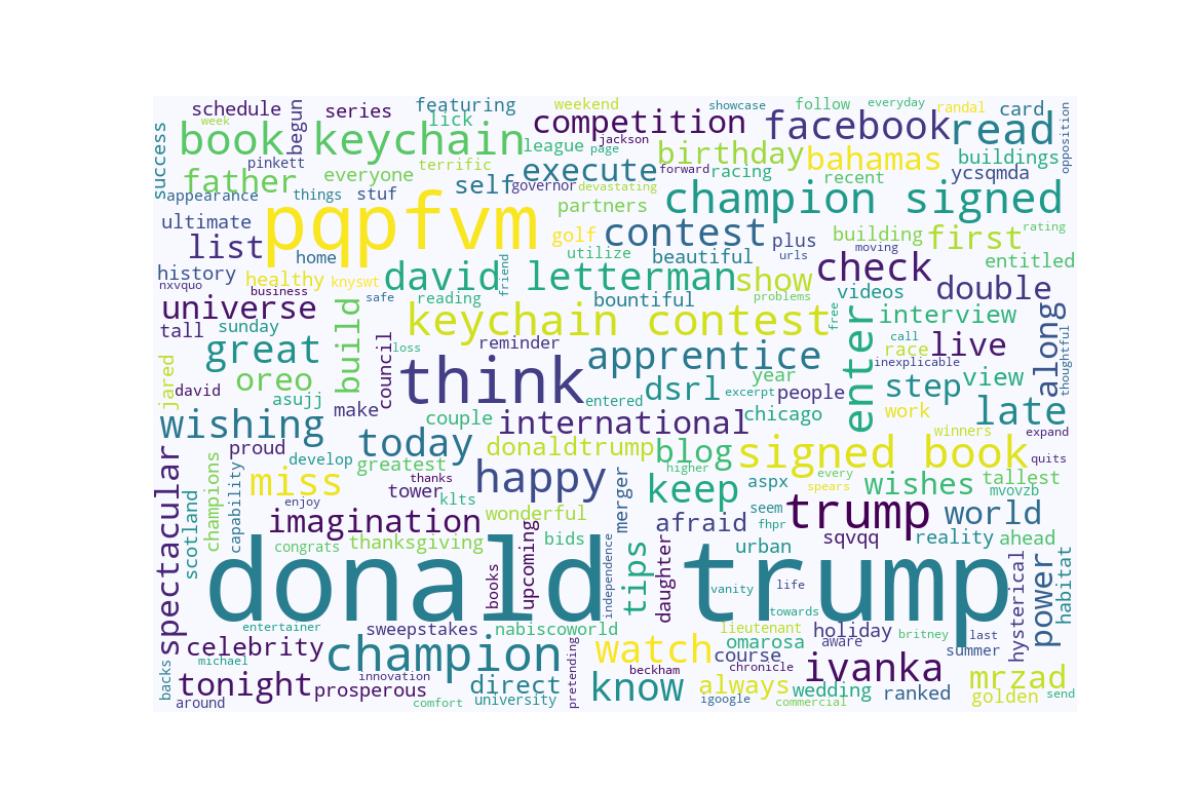 schedule
begun
series
featuring
lick
weekend
showcase
follow
everyday
randal
card
opposition
success
week
book keychain
competition
jackson
facebook
read
pinkett
league
page
birthday
bahamas
buildings
father
everyone
terrific
execute
forward
racing
recent
ycsqmda
appearance
things
stuf
self
governor
devastating
champion signed
ultimate
pqpfvm
partners
list
golf
contest
plus
building
first
rating
home
utilize
beautiful
urls
moving
entitled
history
healthy
knyswt
david letterman
show
check
double
nxvquo
business
safe
reading
friend
bountiful
problems
videos
universe
build
keychain contest
free
enter
interview
along
tall
sunday
council
loss
reminder
call
live
thoughtful
great
think
apprentice
race
inexplicable
jared
david
oreo
asujj
make
entered
dsrl
excerpt
year
people
step
view
wishing
couple
international
chicago
work
late
today
proud
donaldtrump
blog
signed book
winners
expand
spectacular
develop
greatest
higher
every
quits
champions
capability
miss
thanks
happy
merger
keep
aspx
spears
wishes
tallest
mvovzb
scotland
enjoy
tower
klts
wonderful
seem
trump
world
imagination
afraid
fhpr
sqvqq
reality
ahead
congrats
thanksgiving
upcoming
bids
independence
tips
daughter
urban
hysterical
power
habitat
donald trump
books
vanity
life
towards
entertainer
sweepstakes
nabiscoworld
lieutenant
holiday
britney
last
celebrity
champion
watch
omarosa
aware
summer
backs
michael
innovation
pretending
beckham
course
chronicle
ivanka
tonight
prosperous
direct
know
always
wedding
ranked
mrzad
golden
send
around
comfort
university
igoogle
commercial